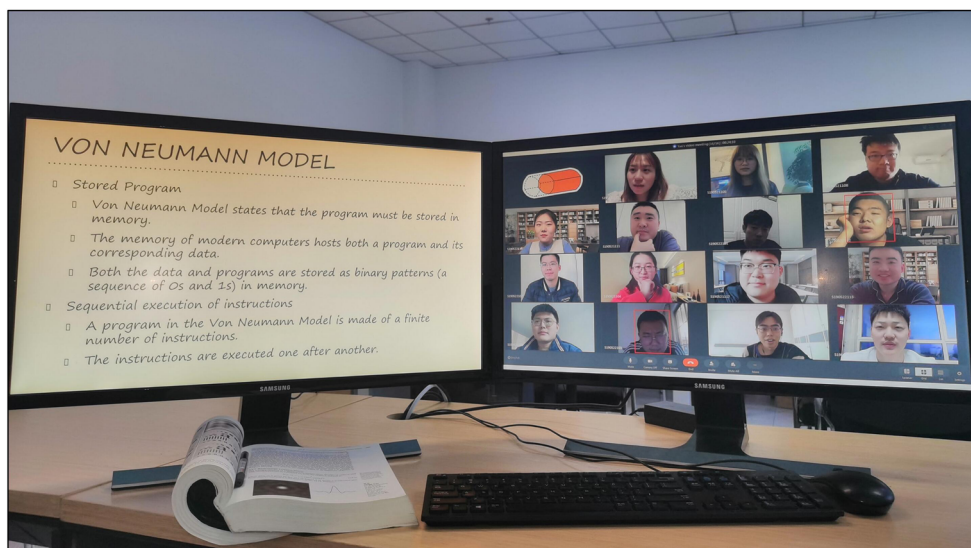 VON NEUMANN MODEL
Stored Program
Von Neumann Model states that the program must be stored in
memory.
The memory of modern computers hosts both a program and its
corresponding data.
Both the data and programs are stored as binary patterns (a
sequence of 0s and 1s) in memory.
Sequential execution of instructions
A program in the Von Neumann Model is made of a finite
number of instructions.
The instructions are executed one after another.
SAMSUNG
SAMSUNG